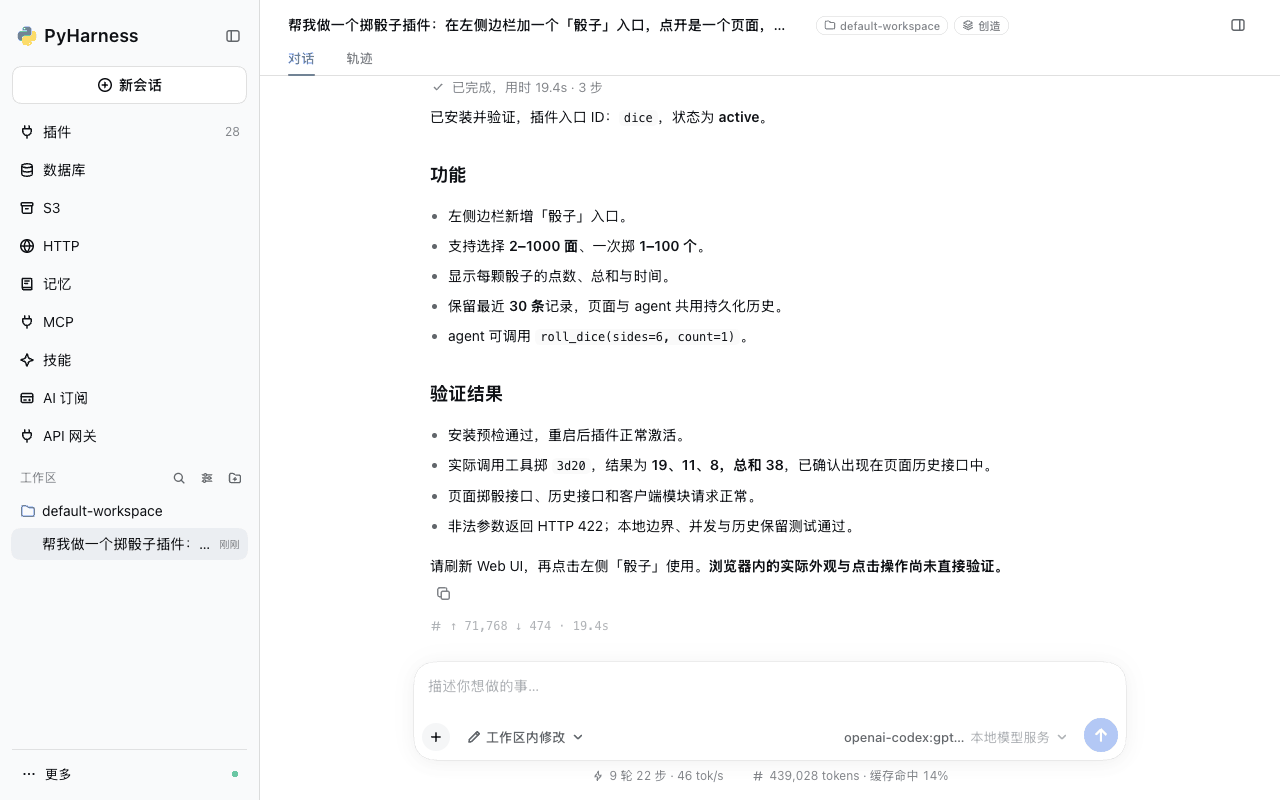 PyHarness
新会话
插件 28
数据库
S3
HTTP
记忆
MCP
技能
AI 订阅
API 网关
工作区
default-workspace
帮我做一个掷骰子插件：... 刚刚
更多
帮我做一个掷骰子插件：在左侧边栏加一个「骰子」入口，点开是一个页面，...
default-workspace
创造
对话 轨迹
已完成，用时 19.4s · 3 步
已安装并验证，插件入口 ID： dice ，状态为 active。
功能
左侧边栏新增「骰子」入口。
支持选择 2–1000 面、一次掷 1–100 个。
显示每颗骰子的点数、总和与时间。
保留最近 30 条记录，页面与 agent 共用持久化历史。
agent 可调用 roll_dice(sides=6, count=1) 。
验证结果
安装预检通过，重启后插件正常激活。
实际调用工具掷 3d20 ，结果为 19、11、8，总和 38，已确认出现在页面历史接口中。
页面掷骰接口、历史接口和客户端模块请求正常。
非法参数返回 HTTP 422；本地边界、并发与历史保留测试通过。
请刷新 Web UI，再点击左侧「骰子」使用。浏览器内的实际外观与点击操作尚未直接验证。
# ↑ 71,768 ↓ 474 · 19.4s
描述你想做的事...
工作区内修改
openai-codex:gpt... 本地模型服务
9 轮 22 步 · 46 tok/s
# 439,028 tokens · 缓存命中 14%